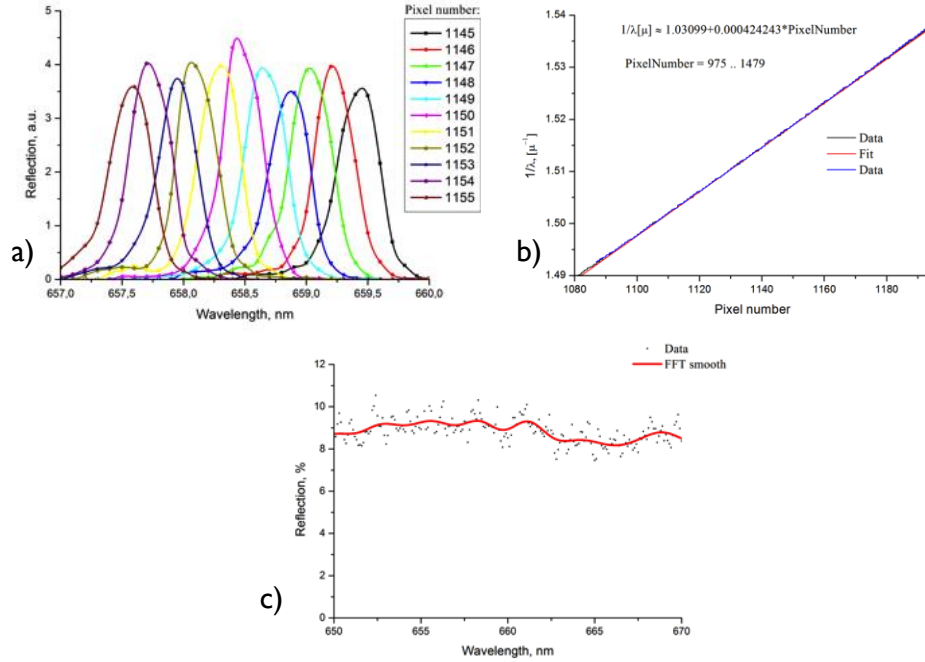 a)
Pixel number:
1145
1146
1147
1148
1149
1150
1151
1152
1153
1154
1155
5
4
3
2
1
0
Reflection, a.u.
657,0 657,5 658,0 658,5 659,0 659,5 660,0
Wavelength, nm
b)
1/λ[μ] ≈ 1.03099+0.000424243*PixelNumber
PixelNumber = 975 .. 1479
1.54
1.53
1.52
1.51
1.50
1.49
1/λ, [μ⁻¹]
Data
Fit
Data
1080 1100 1120 1140 1160 1180
Pixel number
c)
Data
FFT smooth
12
10
8
6
4
2
0
Reflection, %
650 655 660 665 670
Wavelength, nm